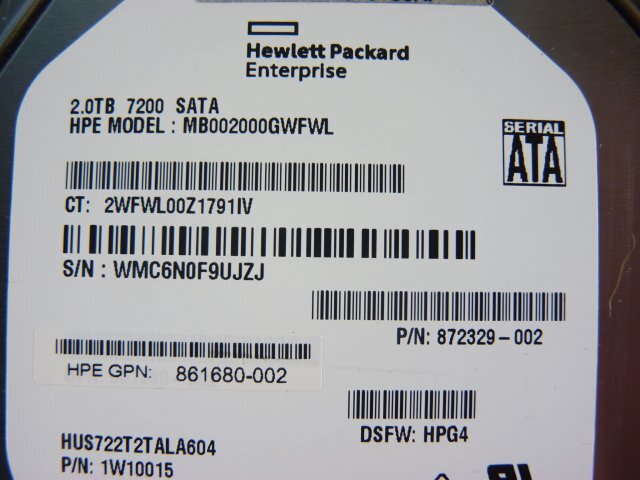 Hewlett Packard
Enterprise
2.0TB 7200 SATA
HPE MODEL : MB002000GWFWL
SERIAL
ATA
CT: 2WFWL00Z1791IV
S/N : WMC6N0F9UJZJ
P/N: 872329-002
HPE GPN: 861680-002
DSFW: HPG4
HUS722T2TALA604
P/N: 1W10015